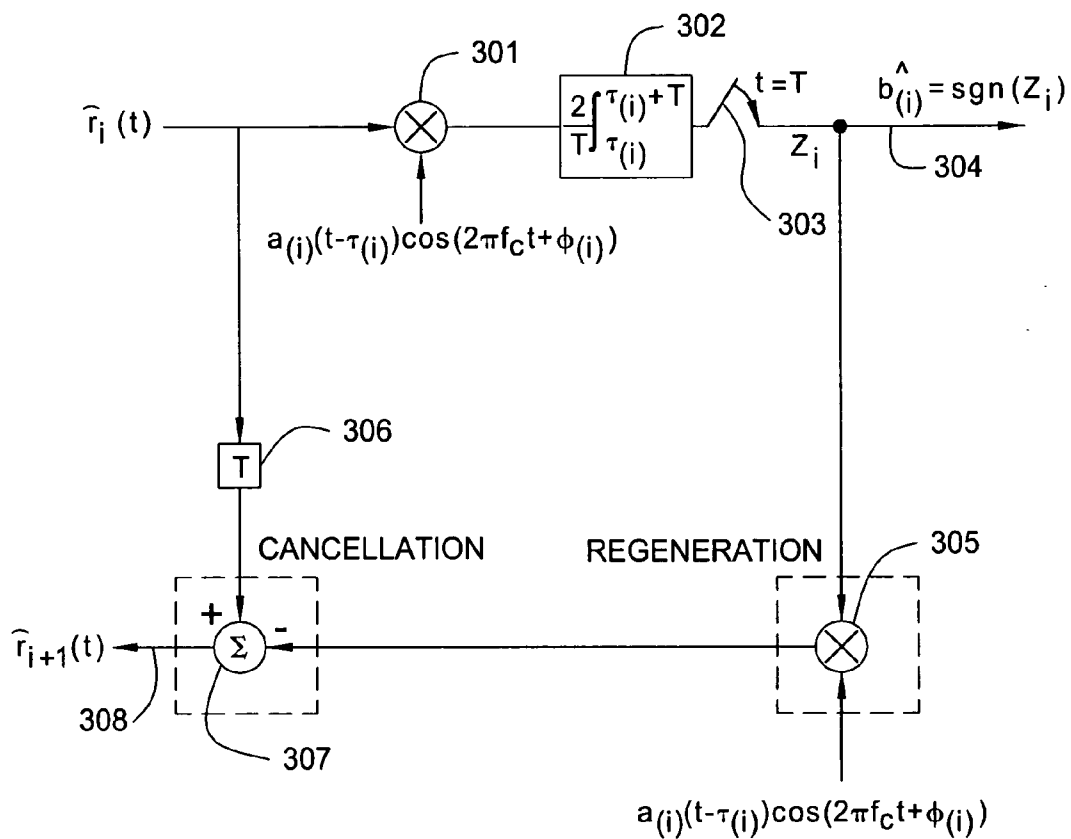 302
301
t=T
2/T ∫ τ(i)+T τ(i)
r̂i(t)
b̂(i)=sgn(Zi)
Zi
304
303
a(i)(t-τ(i))cos(2πfct+ϕ(i))
306
T
CANCELLATION
REGENERATION
305
+
-
r̂i+1(t)
Σ
308
307
a(i)(t-τ(i))cos(2πfct+ϕ(i))